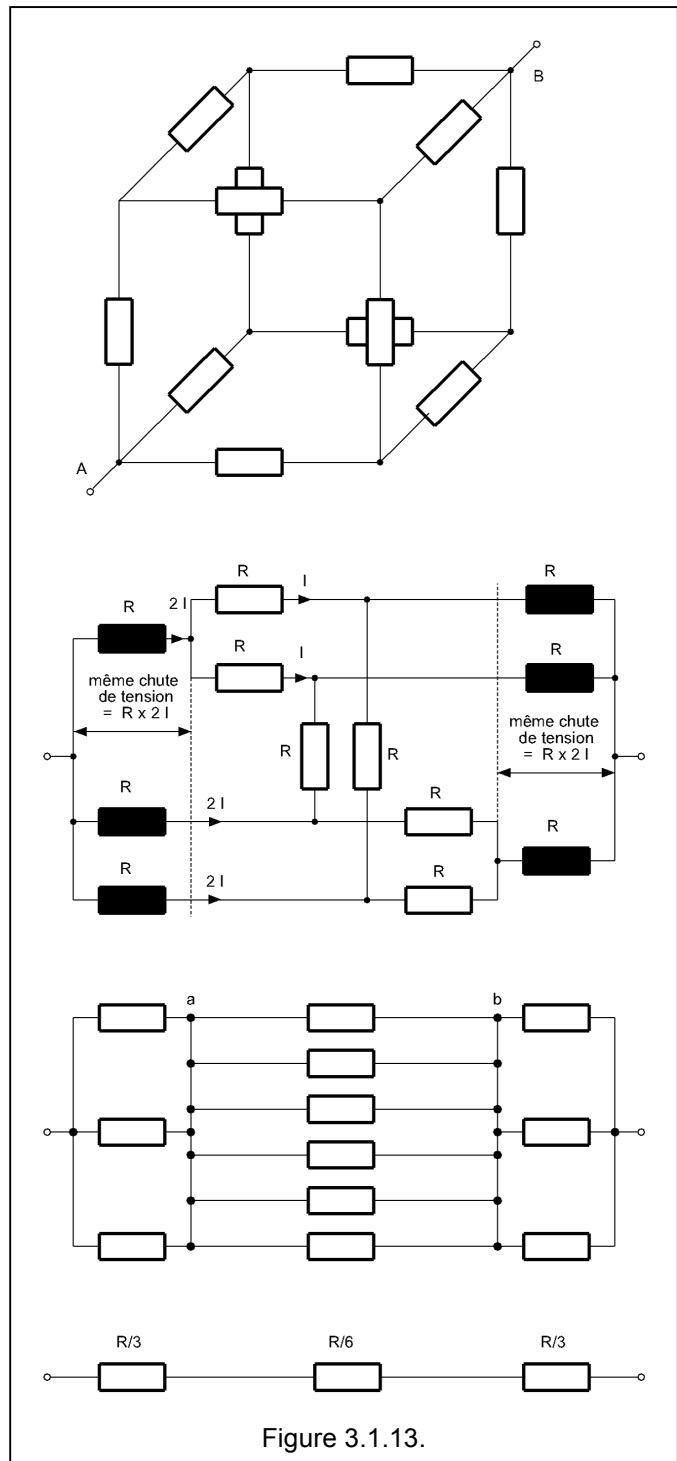 B
A
R
I
R
R
2 I
R
I
R
même chute
de tension
= R x 2 I
même chute
de tension
= R x 2 I
R
R
R
2 I
R
R
R
2 I
R
a
b
R/3
R/6
R/3
Figure 3.1.13.